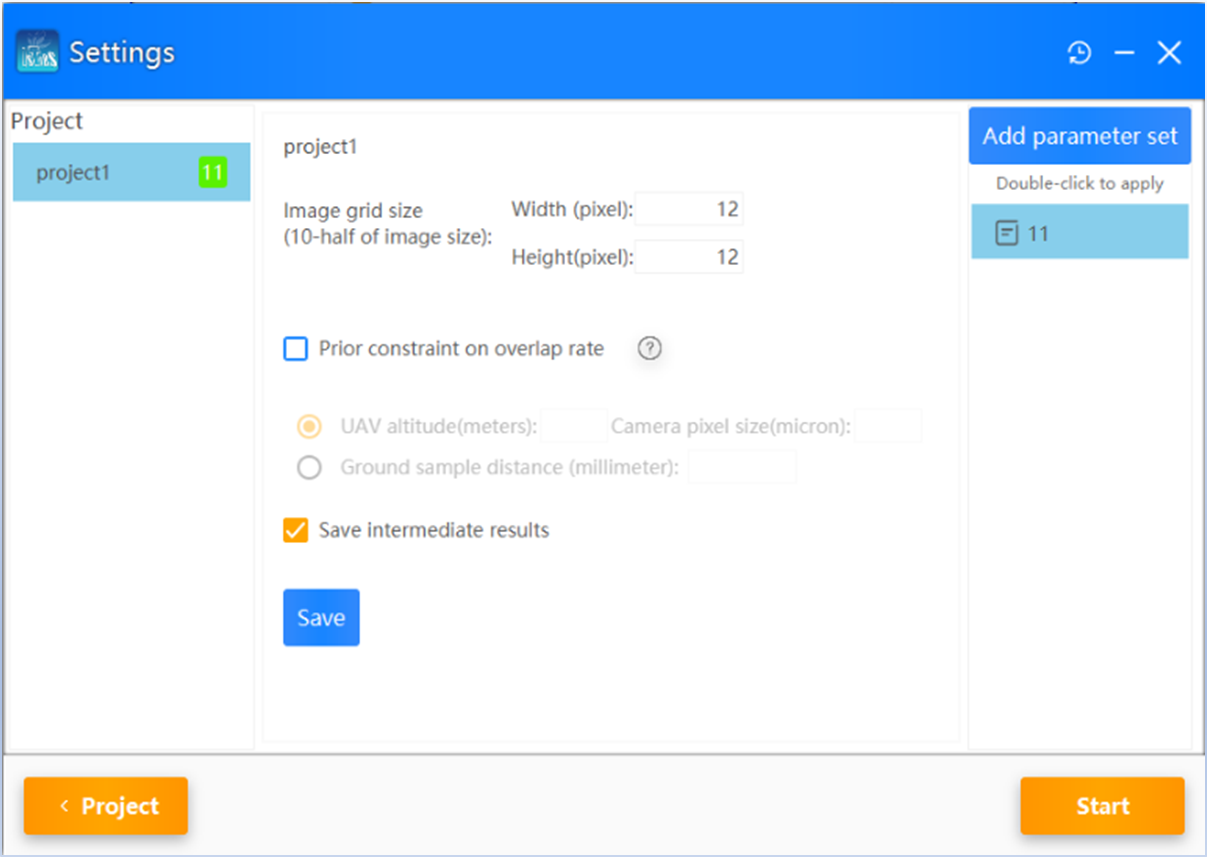 Settings
Project
project1 11
project1
Image grid size
(10-half of image size):
Width (pixel): 12
Height(pixel): 12
Prior constraint on overlap rate ?
UAV altitude(meters): Camera pixel size(micron):
Ground sample distance (millimeter):
Save intermediate results
Save
Add parameter set
Double-click to apply
11
< Project
Start